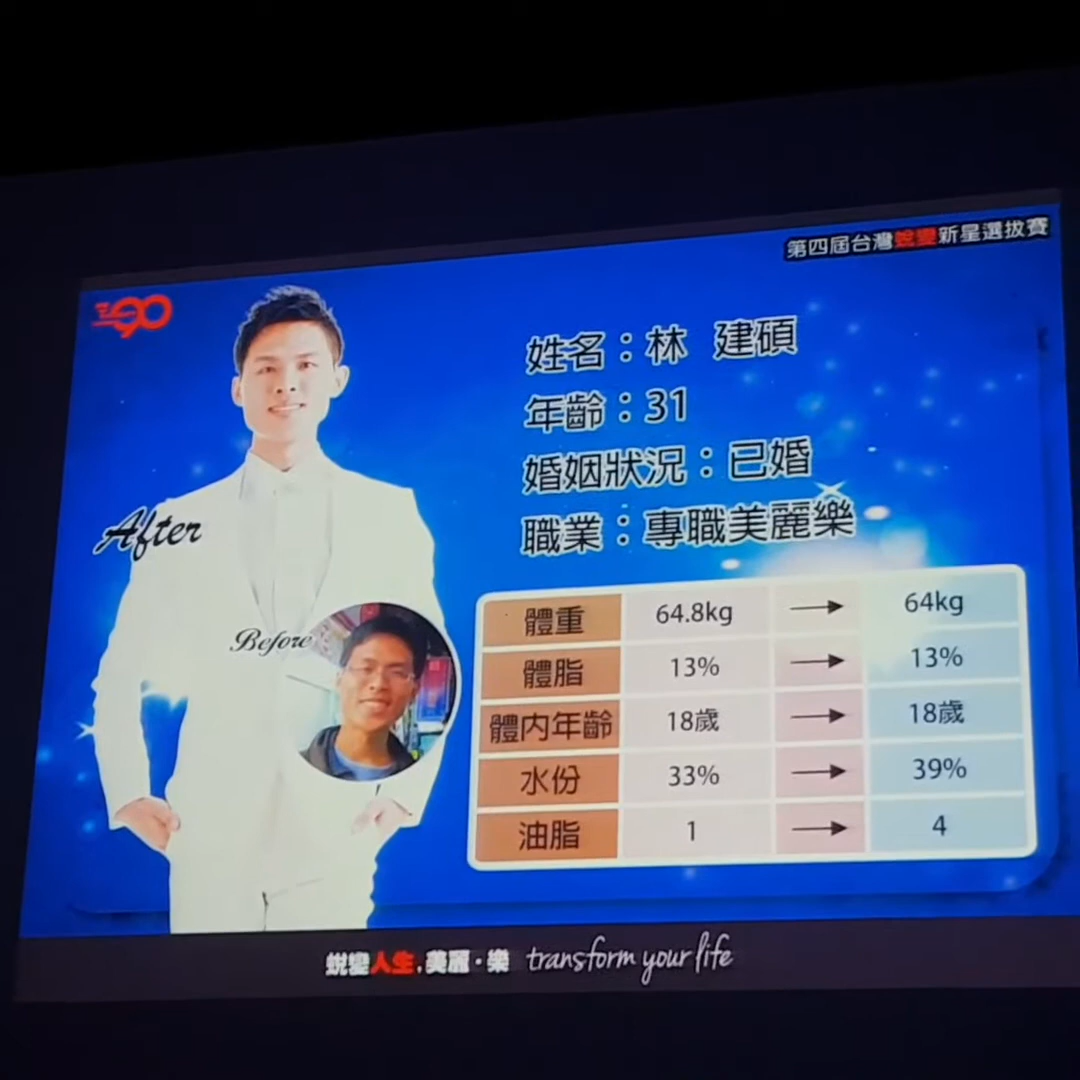 第四屆台灣蛻變新星選拔賽
90
姓名：林 建碩
年齡：31
婚姻狀況：已婚
職業：專職美麗樂
After
Before
體重 64.8kg → 64kg
體脂 13% → 13%
體內年齡 18歲 → 18歲
水份 33% → 39%
油脂 1 → 4
蛻變人生,美麗·樂 transform your life